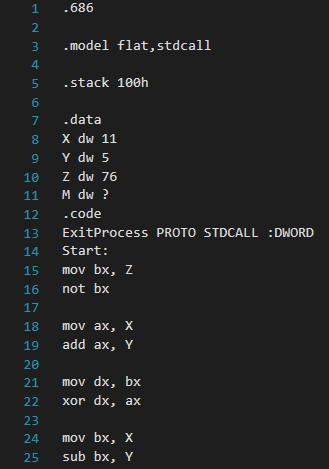 1 .686
2
3 .model flat,stdcall
4
5 .stack 100h
6
7 .data
8 X dw 11
9 Y dw 5
10 Z dw 76
11 M dw ?
12 .code
13 ExitProcess PROTO STDCALL :DWORD
14 Start:
15 mov bx, Z
16 not bx
17
18 mov ax, X
19 add ax, Y
20
21 mov dx, bx
22 xor dx, ax
23
24 mov bx, X
25 sub bx, Y